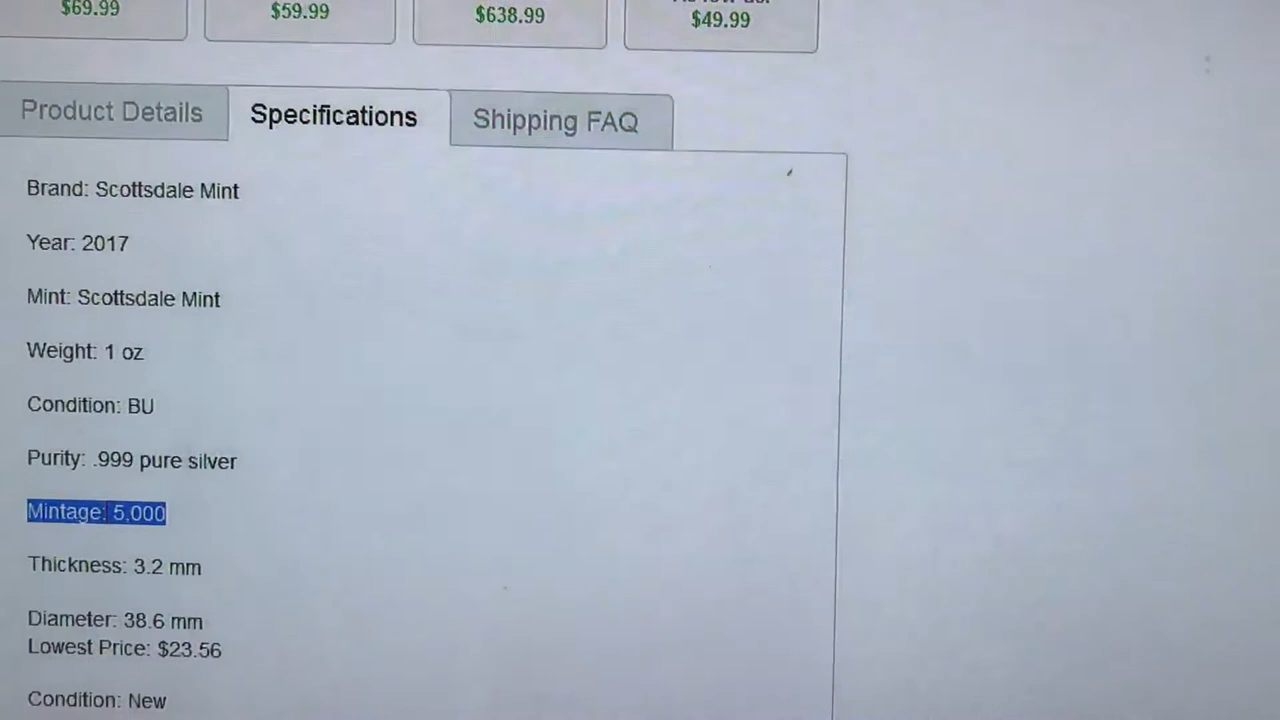 $69.99
$59.99
$638.99
$49.99
Product Details
Specifications
Shipping FAQ
Brand: Scottsdale Mint
Year: 2017
Mint: Scottsdale Mint
Weight: 1 oz
Condition: BU
Purity: .999 pure silver
Mintage: 5,000
Thickness: 3.2 mm
Diameter: 38.6 mm
Lowest Price: $23.56
Condition: New